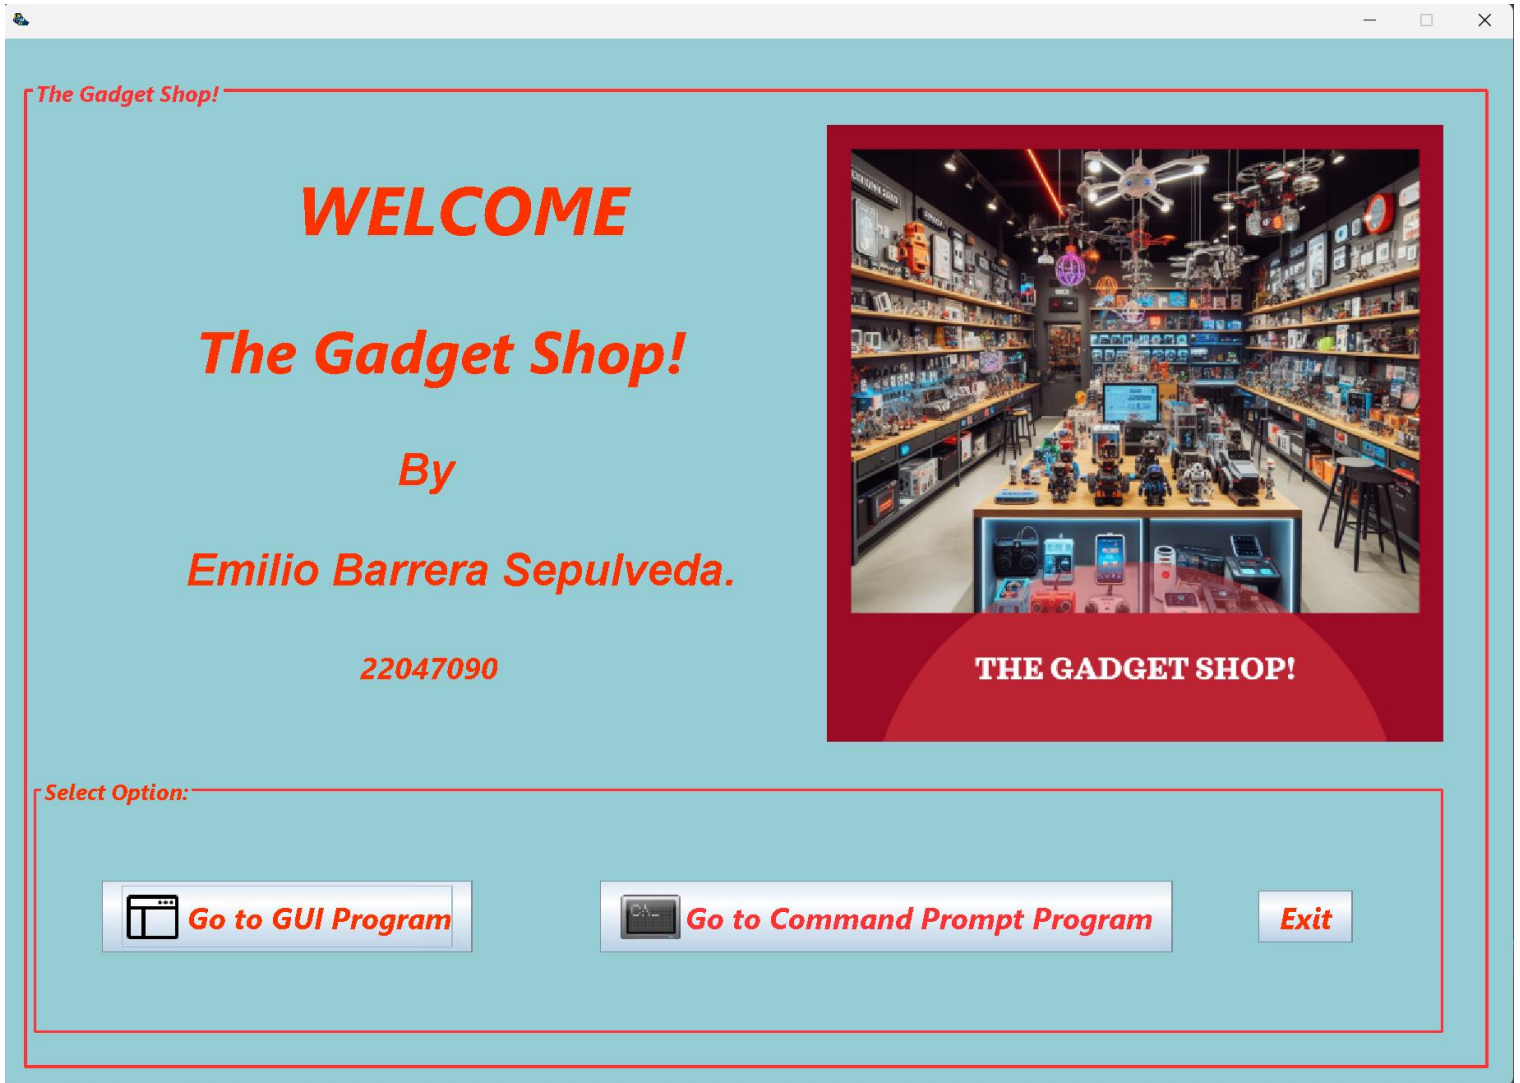 The Gadget Shop!
WELCOME
The Gadget Shop!
By
Emilio Barrera Sepulveda.
22047090
THE GADGET SHOP!
Select Option:
Go to GUI Program
C:\_
Go to Command Prompt Program
Exit